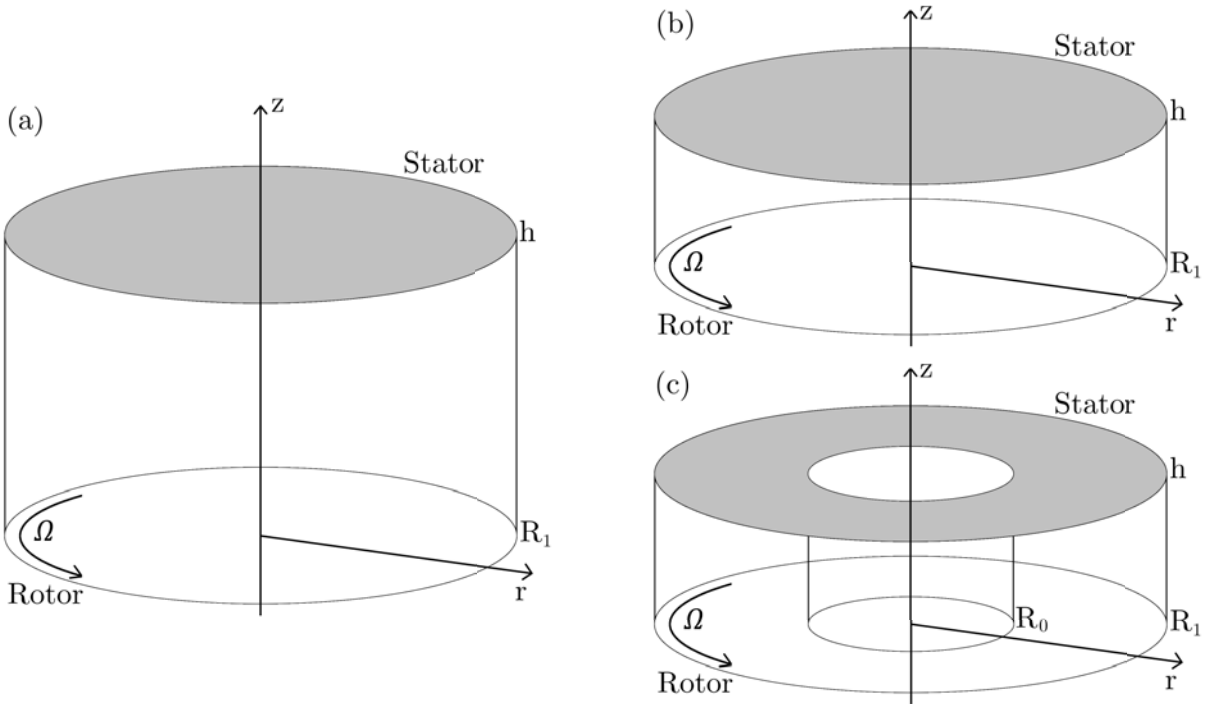 (a)
z
Stator
h
Ω
R₁
Rotor
r
(b)
z
Stator
h
Ω
R₁
Rotor
r
(c)
z
Stator
h
R₀
R₁
Ω
Rotor
r